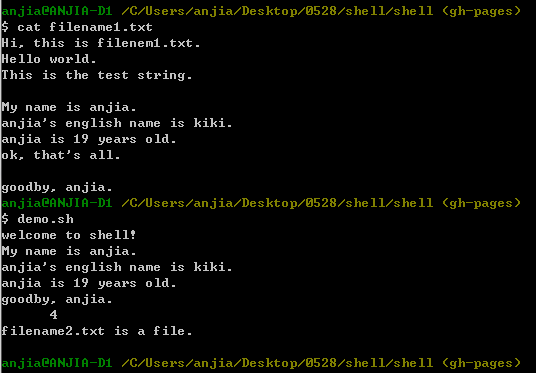 anjia@ANJIA-D1 /C/Users/anjia/Desktop/0528/shell/shell (gh-pages)
$ cat filename1.txt
Hi, this is filenem1.txt.
Hello world.
This is the test string.
My name is anjia.
anjia's english name is kiki.
anjia is 19 years old.
ok, that's all.
goodby, anjia.
anjia@ANJIA-D1 /C/Users/anjia/Desktop/0528/shell/shell (gh-pages)
$ demo.sh
welcome to shell!
My name is anjia.
anjia's english name is kiki.
anjia is 19 years old.
goodby, anjia.
4
filename2.txt is a file.
anjia@ANJIA-D1 /C/Users/anjia/Desktop/0528/shell/shell (gh-pages)